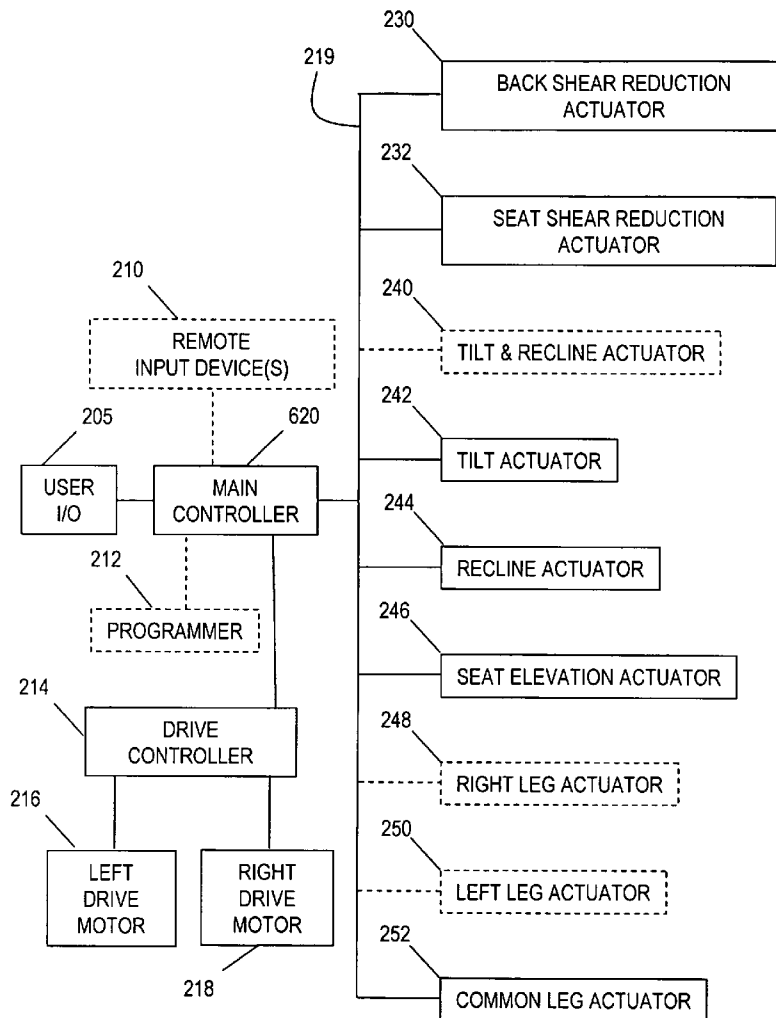 230
219
BACK SHEAR REDUCTION
ACTUATOR
232
SEAT SHEAR REDUCTION
ACTUATOR
210
240
REMOTE
INPUT DEVICE(S)
TILT & RECLINE ACTUATOR
205
620
242
USER
I/O
MAIN
CONTROLLER
TILT ACTUATOR
244
212
RECLINE ACTUATOR
PROGRAMMER
246
214
SEAT ELEVATION ACTUATOR
DRIVE
CONTROLLER
248
RIGHT LEG ACTUATOR
216
250
LEFT
DRIVE
MOTOR
RIGHT
DRIVE
MOTOR
LEFT LEG ACTUATOR
218
252
COMMON LEG ACTUATOR